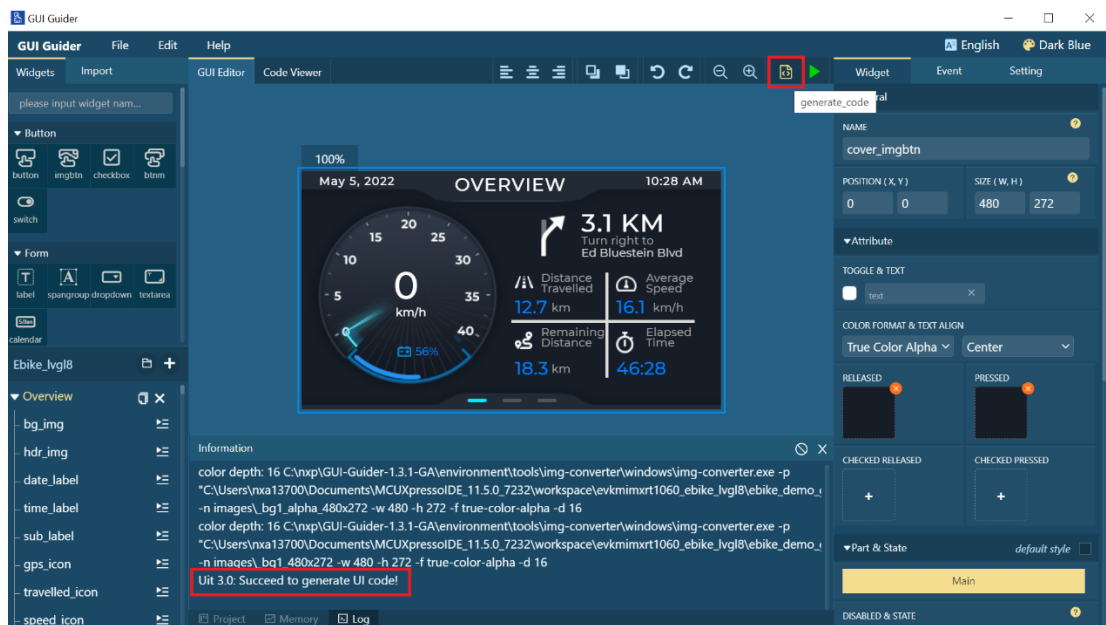 GUI Guider
GUI Guider File Edit Help English Dark Blue
Widgets Import GUI Editor Code Viewer Widget Event Setting
please input widget nam...
generate_code
Button
button imgbtn checkbox btnm
switch
Form
label spangroup dropdown textarea
calendar
Ebike_lvgl8
Overview
bg_img
hdr_img
date_label
time_label
sub_label
gps_icon
travelled_icon
speed_icon
100%
May 5, 2022 OVERVIEW 10:28 AM
0 5 10 15 20 25 30 35 40
0
km/h
56%
3.1 KM
Turn right to
Ed Bluestein Blvd
Distance
Travelled
12.7 km
Average
Speed
16.1 km/h
Remaining
Distance
18.3 km
Elapsed
Time
46:28
Information
color depth: 16 C:\nxp\GUI-Guider-1.3.1-GA\environment\tools\img-converter\windows\img-converter.exe -p
"C:\Users\nxa13700\Documents\MCUXpressoIDE_11.5.0_7232\workspace\evkmimxrt1060_ebike_lvgl8\ebike_demo_
-n images\_bg1_alpha_480x272 -w 480 -h 272 -f true-color-alpha -d 16
color depth: 16 C:\nxp\GUI-Guider-1.3.1-GA\environment\tools\img-converter\windows\img-converter.exe -p
"C:\Users\nxa13700\Documents\MCUXpressoIDE_11.5.0_7232\workspace\evkmimxrt1060_ebike_lvgl8\ebike_demo_
-n images\_bg1_480x272 -w 480 -h 272 -f true-color-alpha -d 16
Uit 3.0: Succeed to generate UI code!
Project Memory Log
NAME
cover_imgbtn
POSITION ( X, Y ) SIZE ( W, H )
0 0 480 272
Attribute
TOGGLE & TEXT
text
COLOR FORMAT & TEXT ALIGN
True Color Alpha Center
RELEASED PRESSED
CHECKED RELEASED CHECKED PRESSED
+ +
Part & State default style
Main
DISABLED & STATE